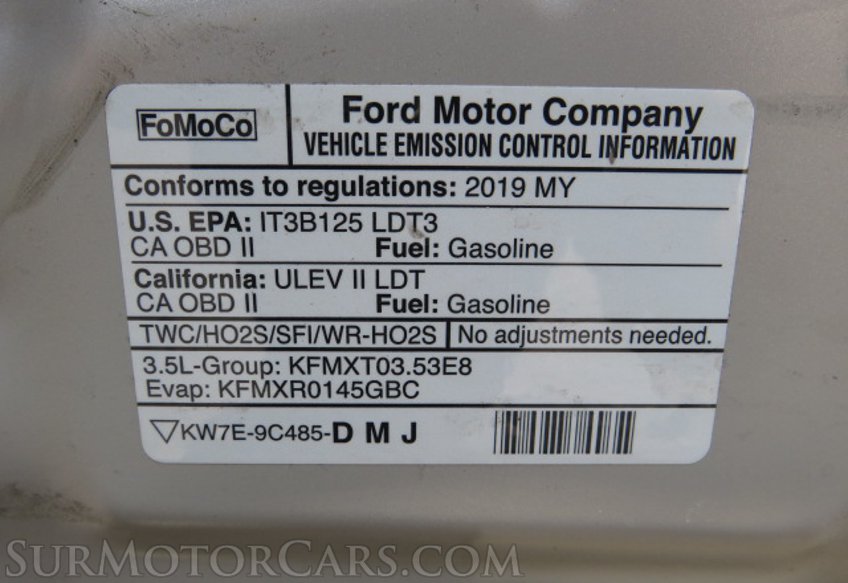 FoMoCo
Ford Motor Company
VEHICLE EMISSION CONTROL INFORMATION
Conforms to regulations: 2019 MY
U.S. EPA: IT3B125 LDT3
CA OBD II Fuel: Gasoline
California: ULEV II LDT
CA OBD II Fuel: Gasoline
TWC/HO2S/SFI/WR-HO2S No adjustments needed.
3.5L-Group: KFMXT03.53E8
Evap: KFMXR0145GBC
KW7E-9C485-D M J
SurMotorCars.com